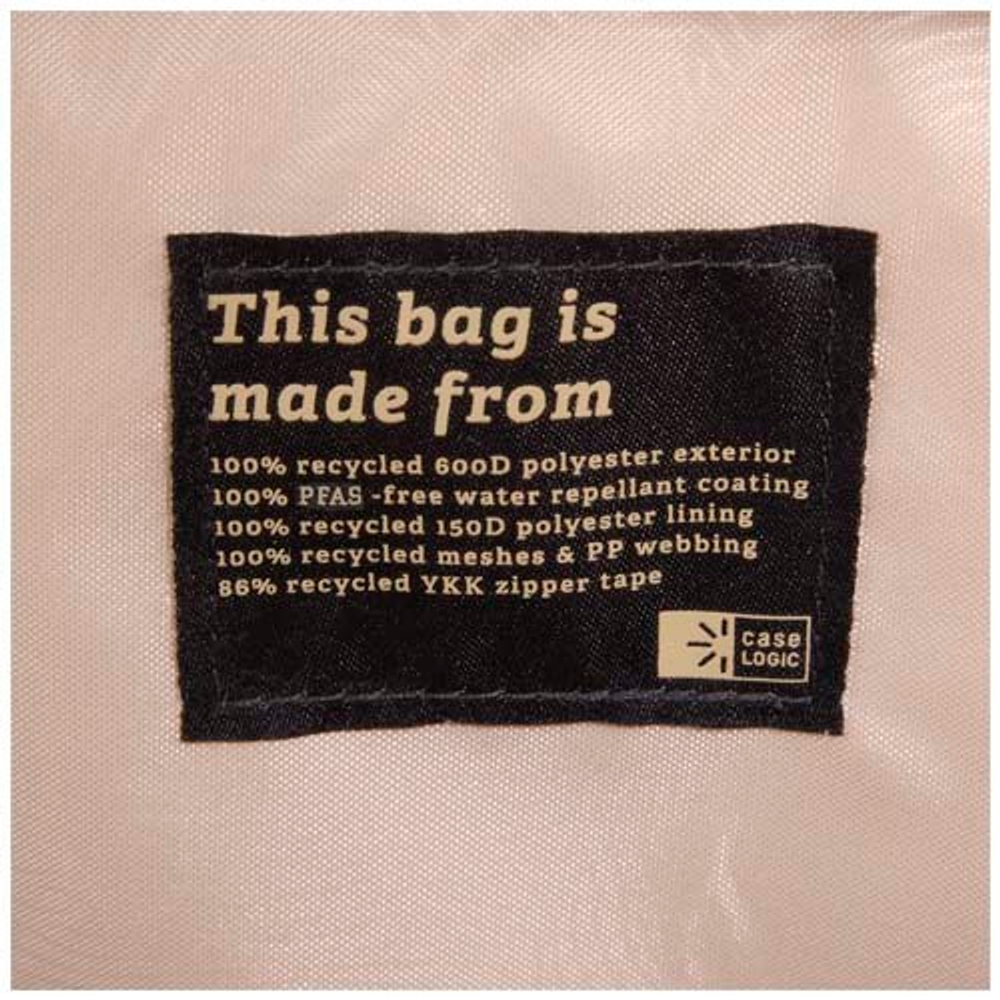 This bag is
made from
100% recycled 600D polyester exterior
100% PFAS -free water repellant coating
100% recycled 150D polyester lining
100% recycled meshes & PP webbing
86% recycled YKK zipper tape
case
LOGIC